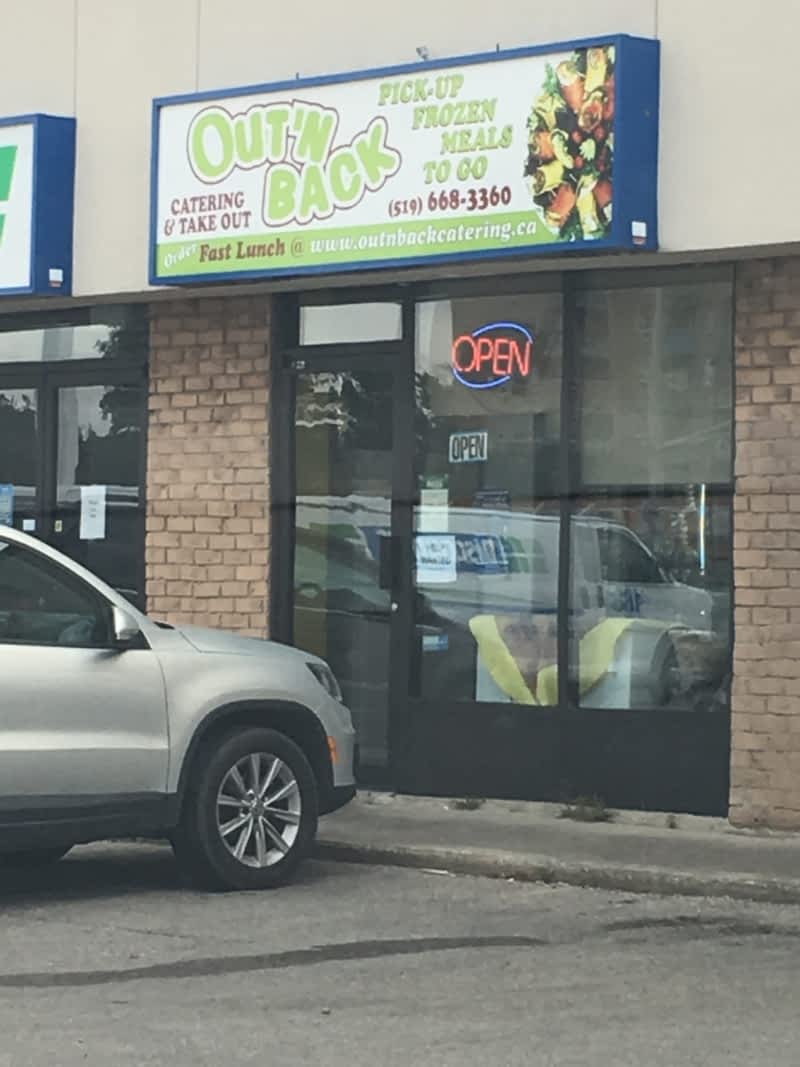 OUT'N
BACK
CATERING
& TAKE OUT
PICK-UP
FROZEN
MEALS
TO GO
(519) 668-3360
Order Fast Lunch @ www.outnbackcatering.ca
OPEN
OPEN